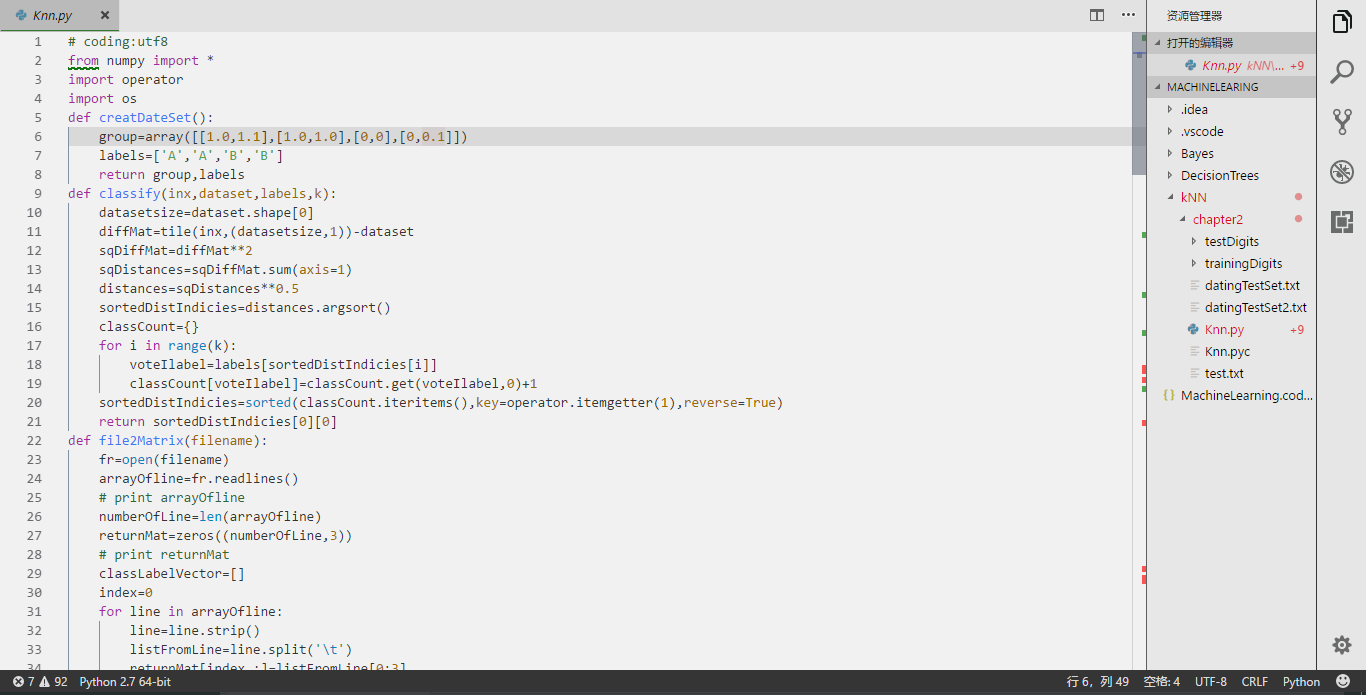 Knn.py
1 # coding:utf8
2 from numpy import *
3 import operator
4 import os
5 def creatDateSet():
6 group=array([[1.0,1.1],[1.0,1.0],[0,0],[0,0.1]])
7 labels=['A','A','B','B']
8 return group,labels
9 def classify(inx,dataset,labels,k):
10 datasetsize=dataset.shape[0]
11 diffMat=tile(inx,(datasetsize,1))-dataset
12 sqDiffMat=diffMat**2
13 sqDistances=sqDiffMat.sum(axis=1)
14 distances=sqDistances**0.5
15 sortedDistIndicies=distances.argsort()
16 classCount={}
17 for i in range(k):
18 voteIlabel=labels[sortedDistIndicies[i]]
19 classCount[voteIlabel]=classCount.get(voteIlabel,0)+1
20 sortedDistIndicies=sorted(classCount.iteritems(),key=operator.itemgetter(1),reverse=True)
21 return sortedDistIndicies[0][0]
22 def file2Matrix(filename):
23 fr=open(filename)
24 arrayOfline=fr.readlines()
25 # print arrayOfline
26 numberOfLine=len(arrayOfline)
27 returnMat=zeros((numberOfLine,3))
28 # print returnMat
29 classLabelVector=[]
30 index=0
31 for line in arrayOfline:
32 line=line.strip()
33 listFromLine=line.split('\t')
34 returnMat[index,:]=listFromLine[0:3]
资源管理器
打开的编辑器
Knn.py kNN\... +9
MACHINELEARING
.idea
.vscode
Bayes
DecisionTrees
kNN
chapter2
testDigits
trainingDigits
datingTestSet.txt
datingTestSet2.txt
Knn.py +9
Knn.pyc
test.txt
{} MachineLearning.cod...
7 92 Python 2.7 64-bit
行 6，列 49 空格: 4 UTF-8 CRLF Python